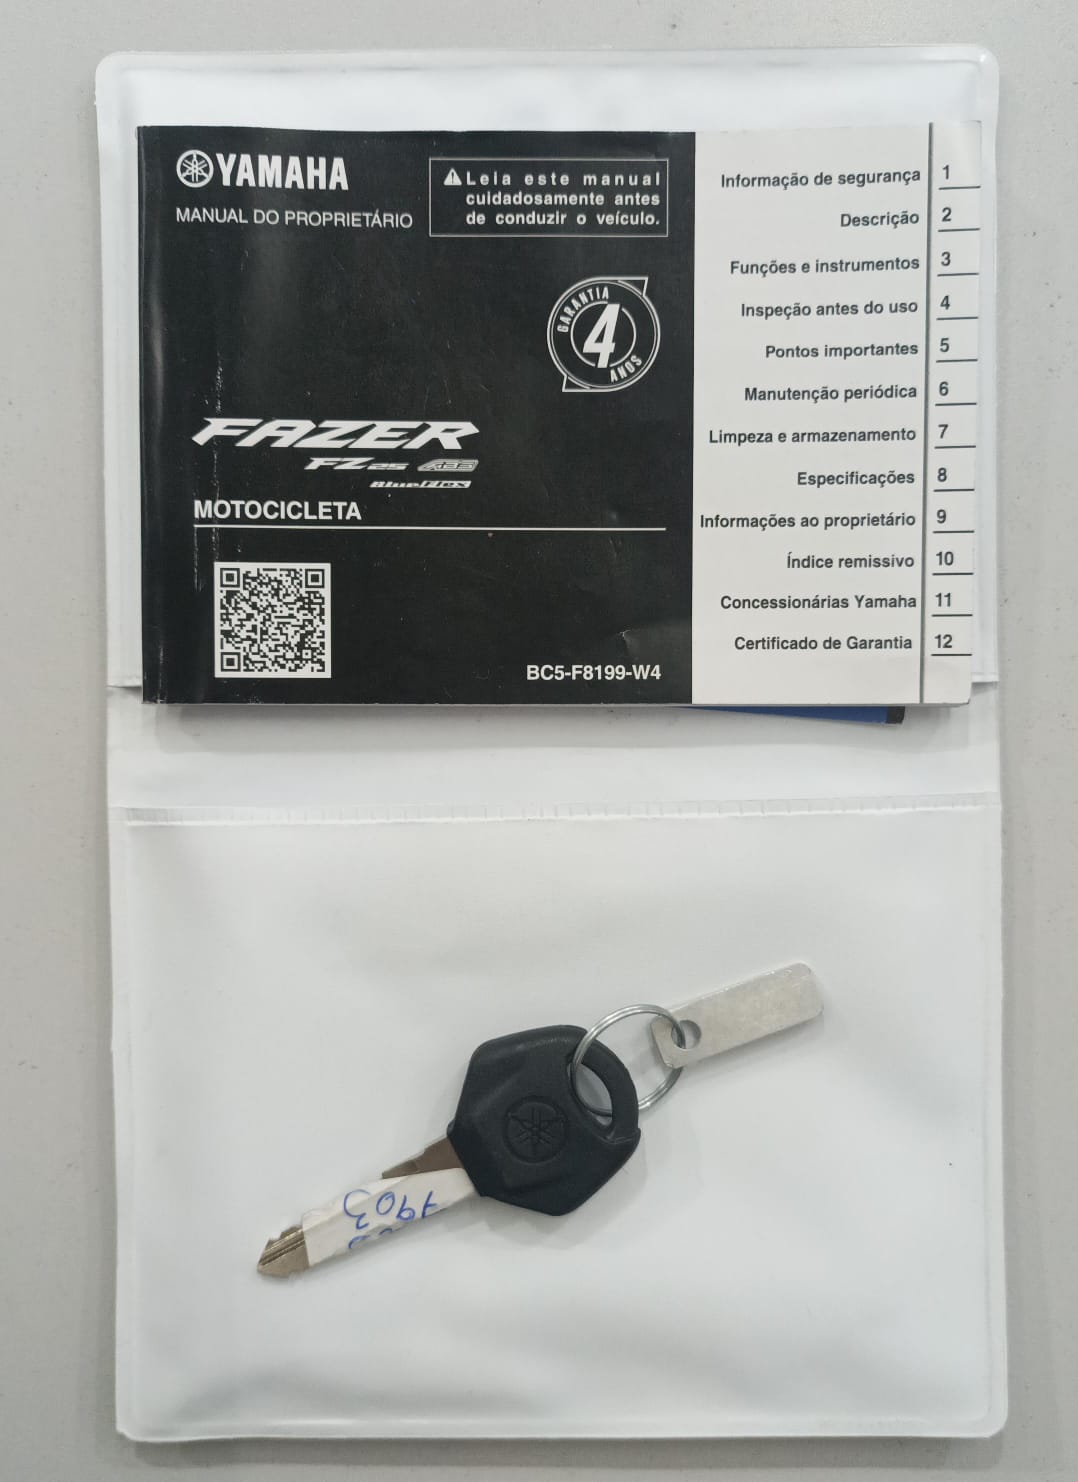 YAMAHA
MANUAL DO PROPRIETÁRIO
Leia este manual
cuidadosamente antes
de conduzir o veículo.
GARANTIA
4
ANOS
FAZER
FZ25 ABS
BlueFlex
MOTOCICLETA
BC5-F8199-W4
Informação de segurança 1
Descrição 2
Funções e instrumentos 3
Inspeção antes do uso 4
Pontos importantes 5
Manutenção periódica 6
Limpeza e armazenamento 7
Especificações 8
Informações ao proprietário 9
Índice remissivo 10
Concessionárias Yamaha 11
Certificado de Garantia 12